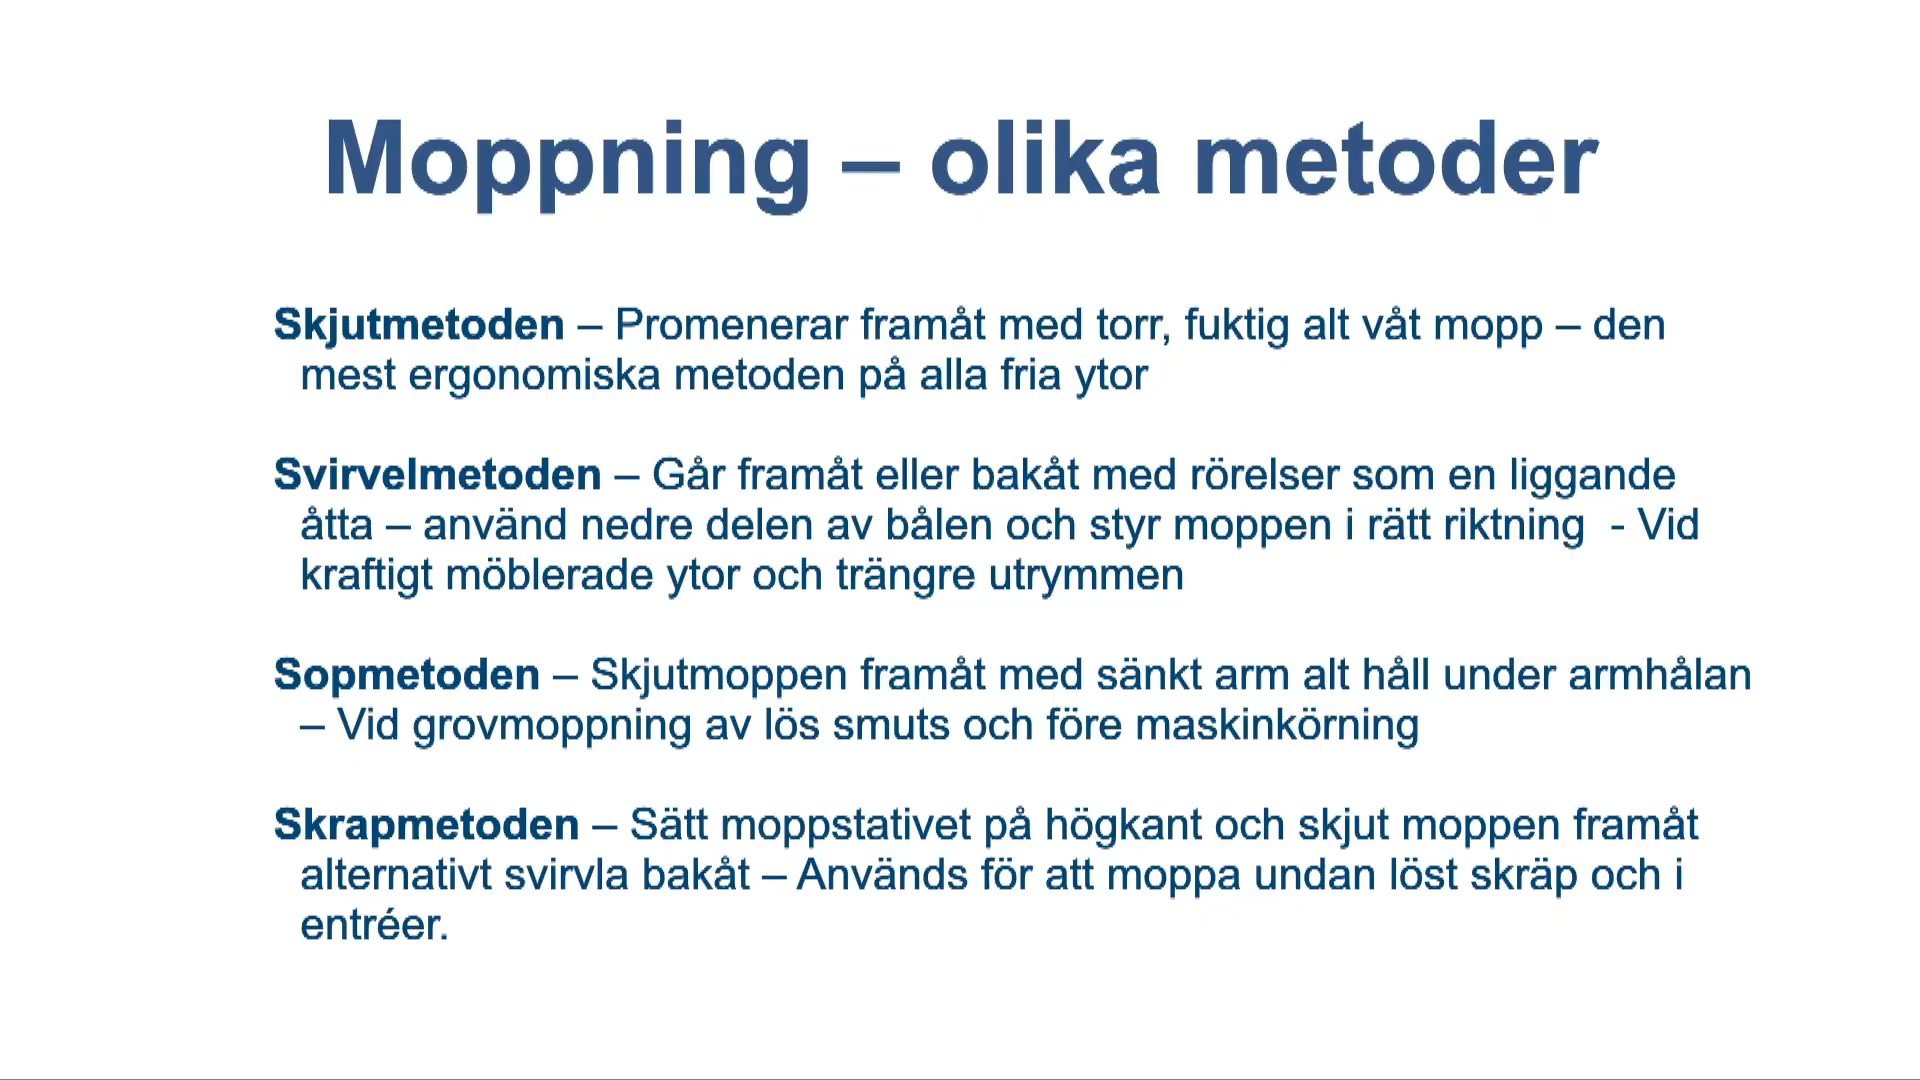 Moppning – olika metoder
Skjutmetoden – Promenerar framåt med torr, fuktig alt våt mopp – den
mest ergonomiska metoden på alla fria ytor
Svirvelmetoden – Går framåt eller bakåt med rörelser som en liggande
åtta – använd nedre delen av bålen och styr moppen i rätt riktning  - Vid
kraftigt möblerade ytor och trängre utrymmen
Sopmetoden – Skjutmoppen framåt med sänkt arm alt håll under armhålan
– Vid grovmoppning av lös smuts och före maskinkörning
Skrapmetoden – Sätt moppstativet på högkant och skjut moppen framåt
alternativt svirvla bakåt – Används för att moppa undan löst skräp och i
entréer.